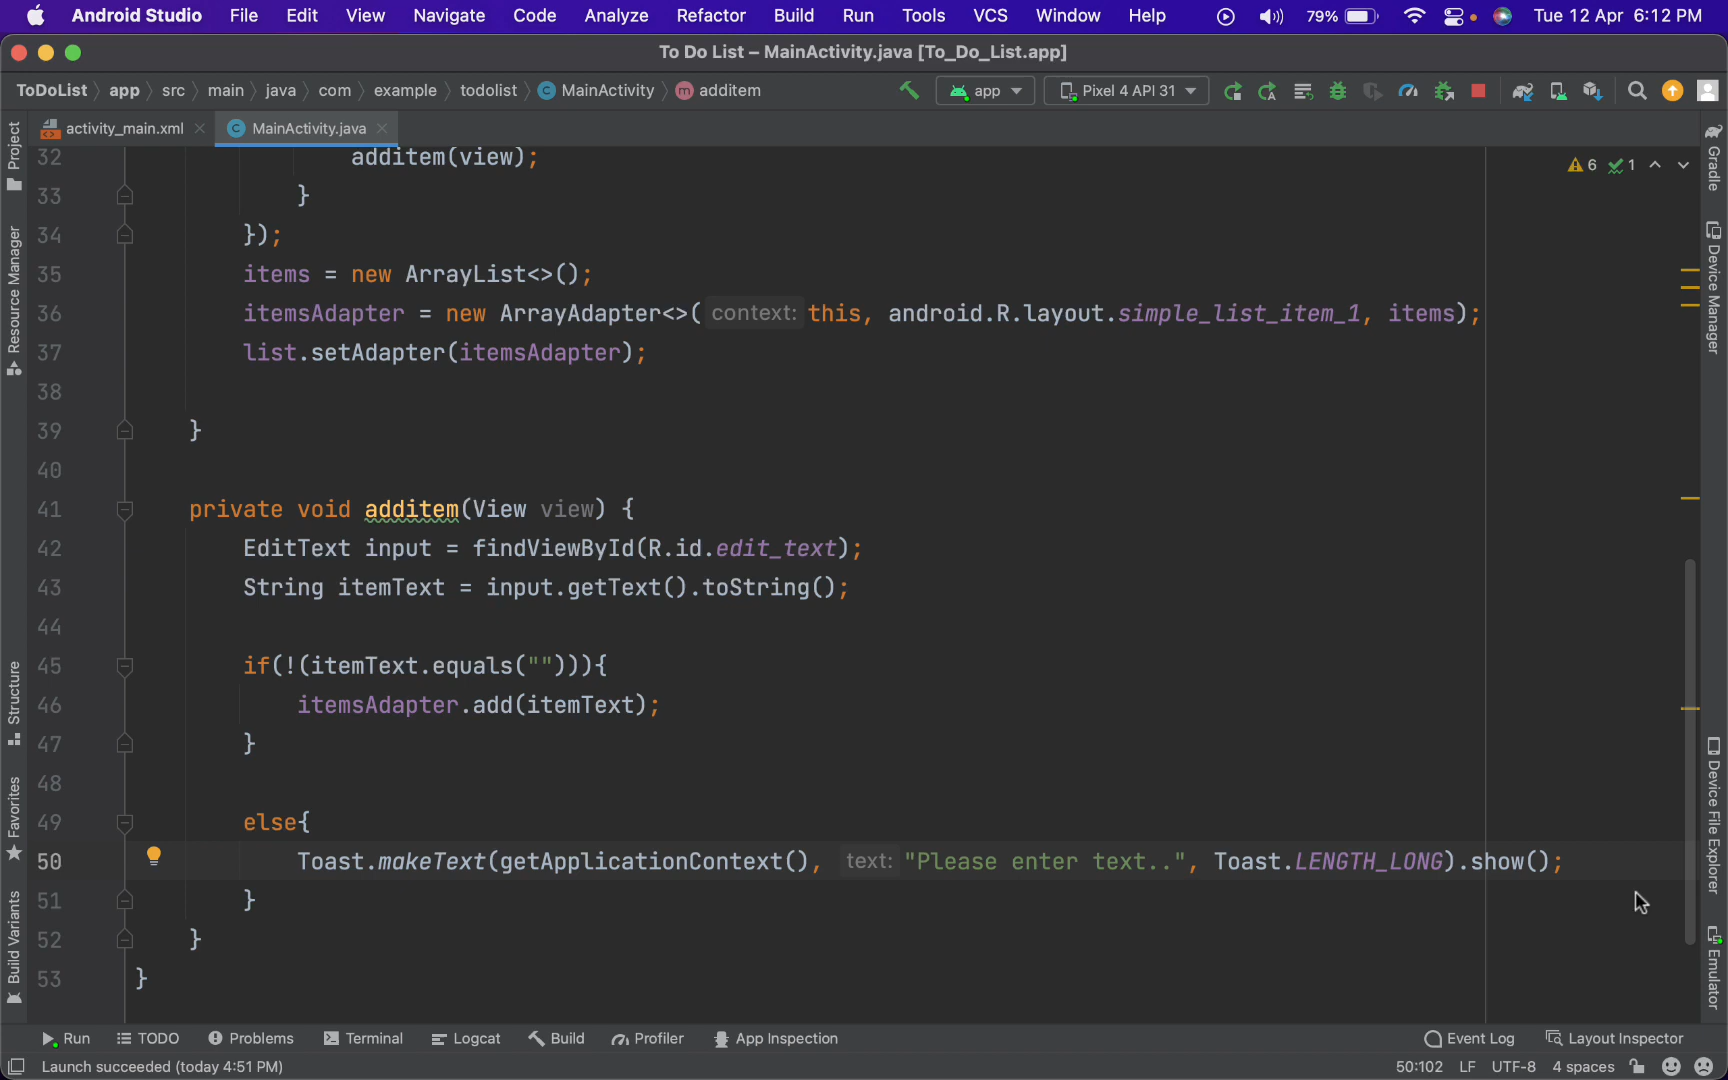 Android Studio File Edit View Navigate Code Analyze Refactor Build Run Tools VCS Window Help 79% Tue 12 Apr 6:12 PM
To Do List – MainActivity.java [To_Do_List.app]
ToDoList app src main java com example todolist MainActivity additem app Pixel 4 API 31
activity_main.xml MainActivity.java
6 1
32 additem(view);
33 }
34 });
35 items = new ArrayList<>();
36 itemsAdapter = new ArrayAdapter<>( context: this, android.R.layout.simple_list_item_1, items);
37 list.setAdapter(itemsAdapter);
38
39 }
40
41 private void additem(View view) {
42 EditText input = findViewById(R.id.edit_text);
43 String itemText = input.getText().toString();
44
45 if(!(itemText.equals(""))){
46 itemsAdapter.add(itemText);
47 }
48
49 else{
50 Toast.makeText(getApplicationContext(), text: "Please enter text..", Toast.LENGTH_LONG).show();
51 }
52 }
53 }
Project
Resource Manager
Structure
Favorites
Build Variants
Gradle
Device Manager
Device File Explorer
Emulator
Run TODO Problems Terminal Logcat Build Profiler App Inspection Event Log Layout Inspector
Launch succeeded (today 4:51 PM) 50:102 LF UTF-8 4 spaces